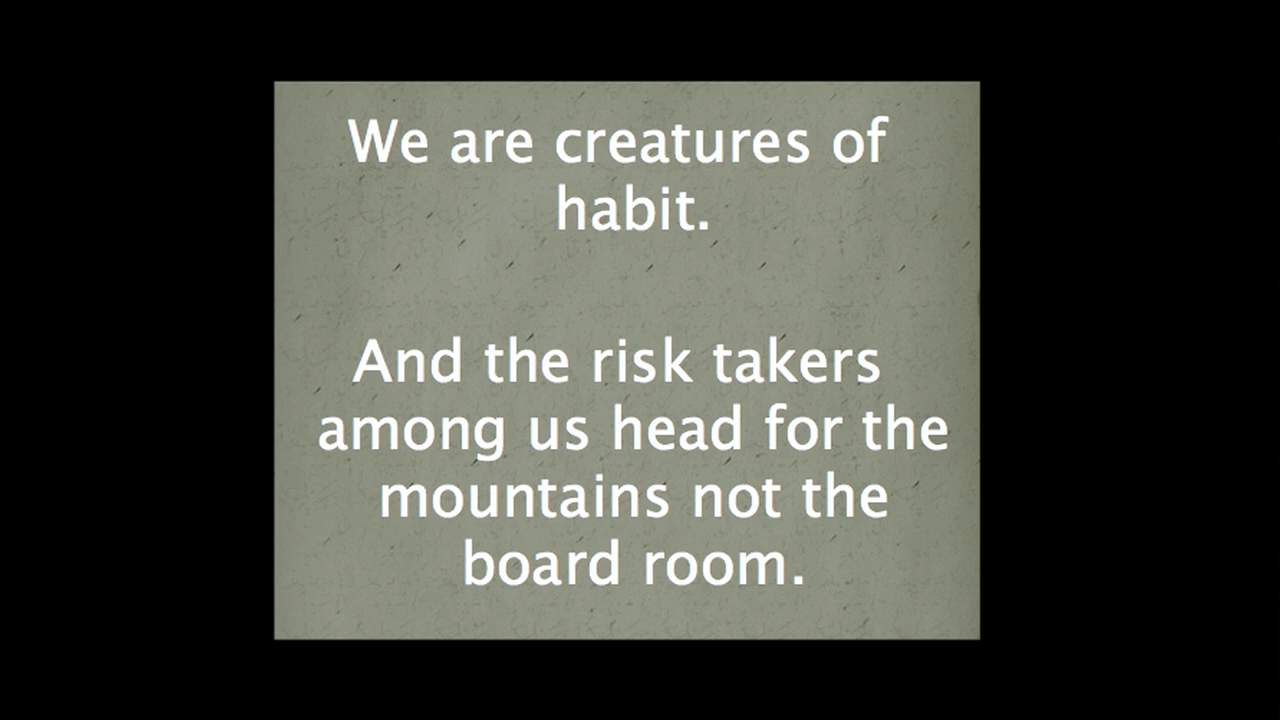 We are creatures of
habit.
And the risk takers
among us head for the
mountains not the
board room.